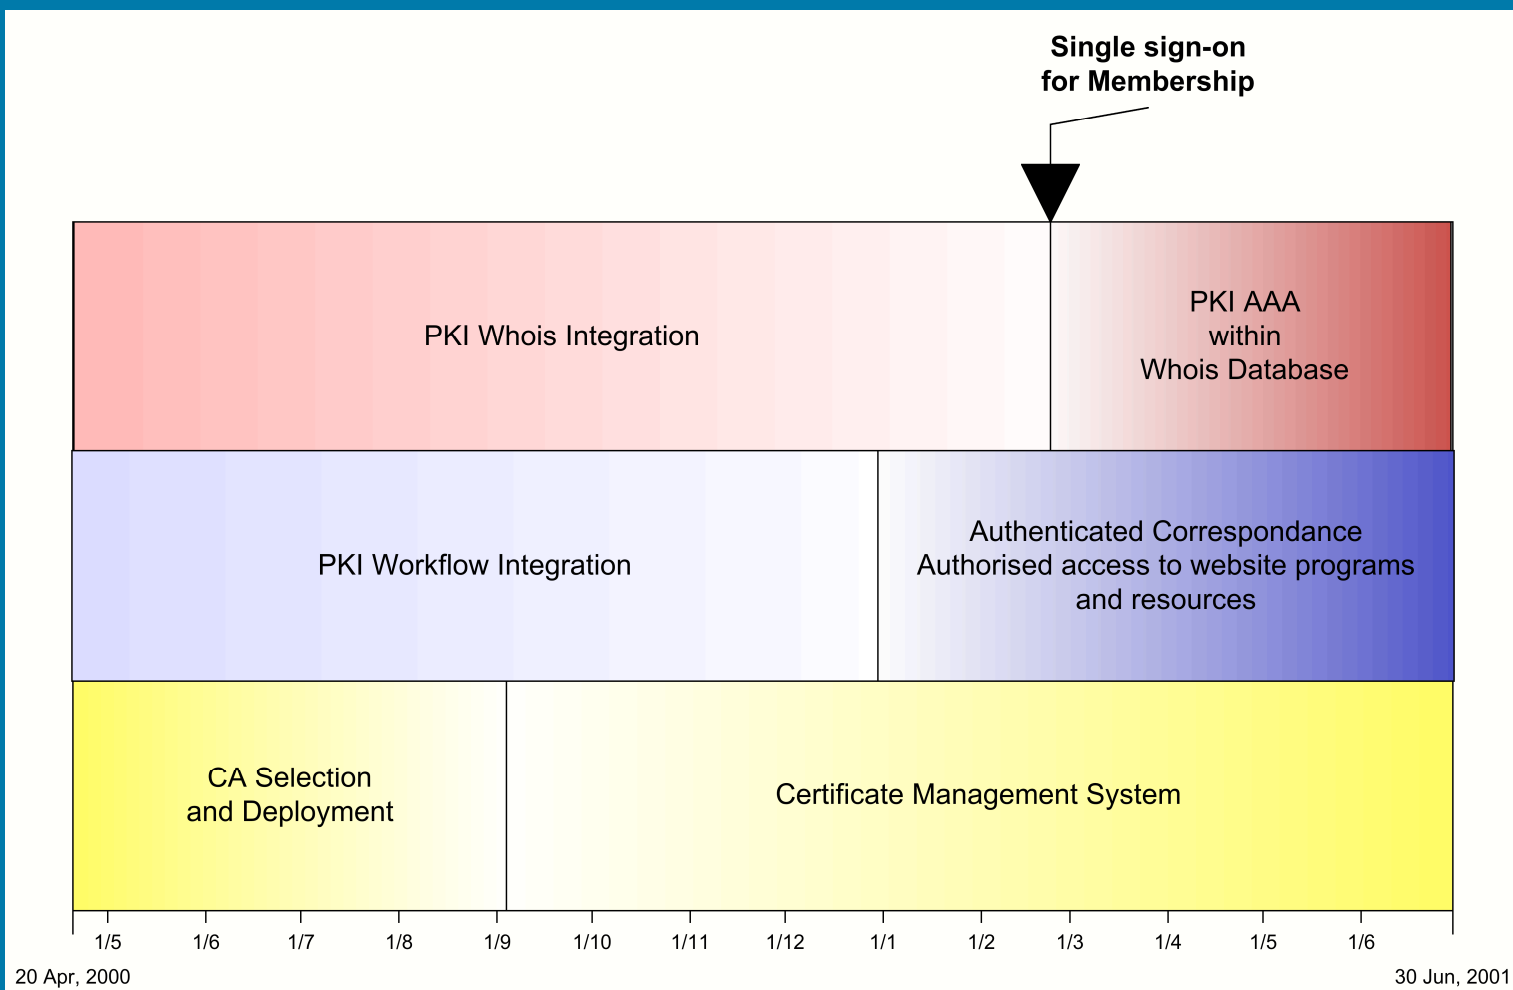 Single sign-on
for Membership
PKI Whois Integration
PKI AAA
within
Whois Database
PKI Workflow Integration
Authenticated Correspondance
Authorised access to website programs
and resources
CA Selection
and Deployment
Certificate Management System
1/5 1/6 1/7 1/8 1/9 1/10 1/11 1/12 1/1 1/2 1/3 1/4 1/5 1/6
20 Apr, 2000 30 Jun, 2001